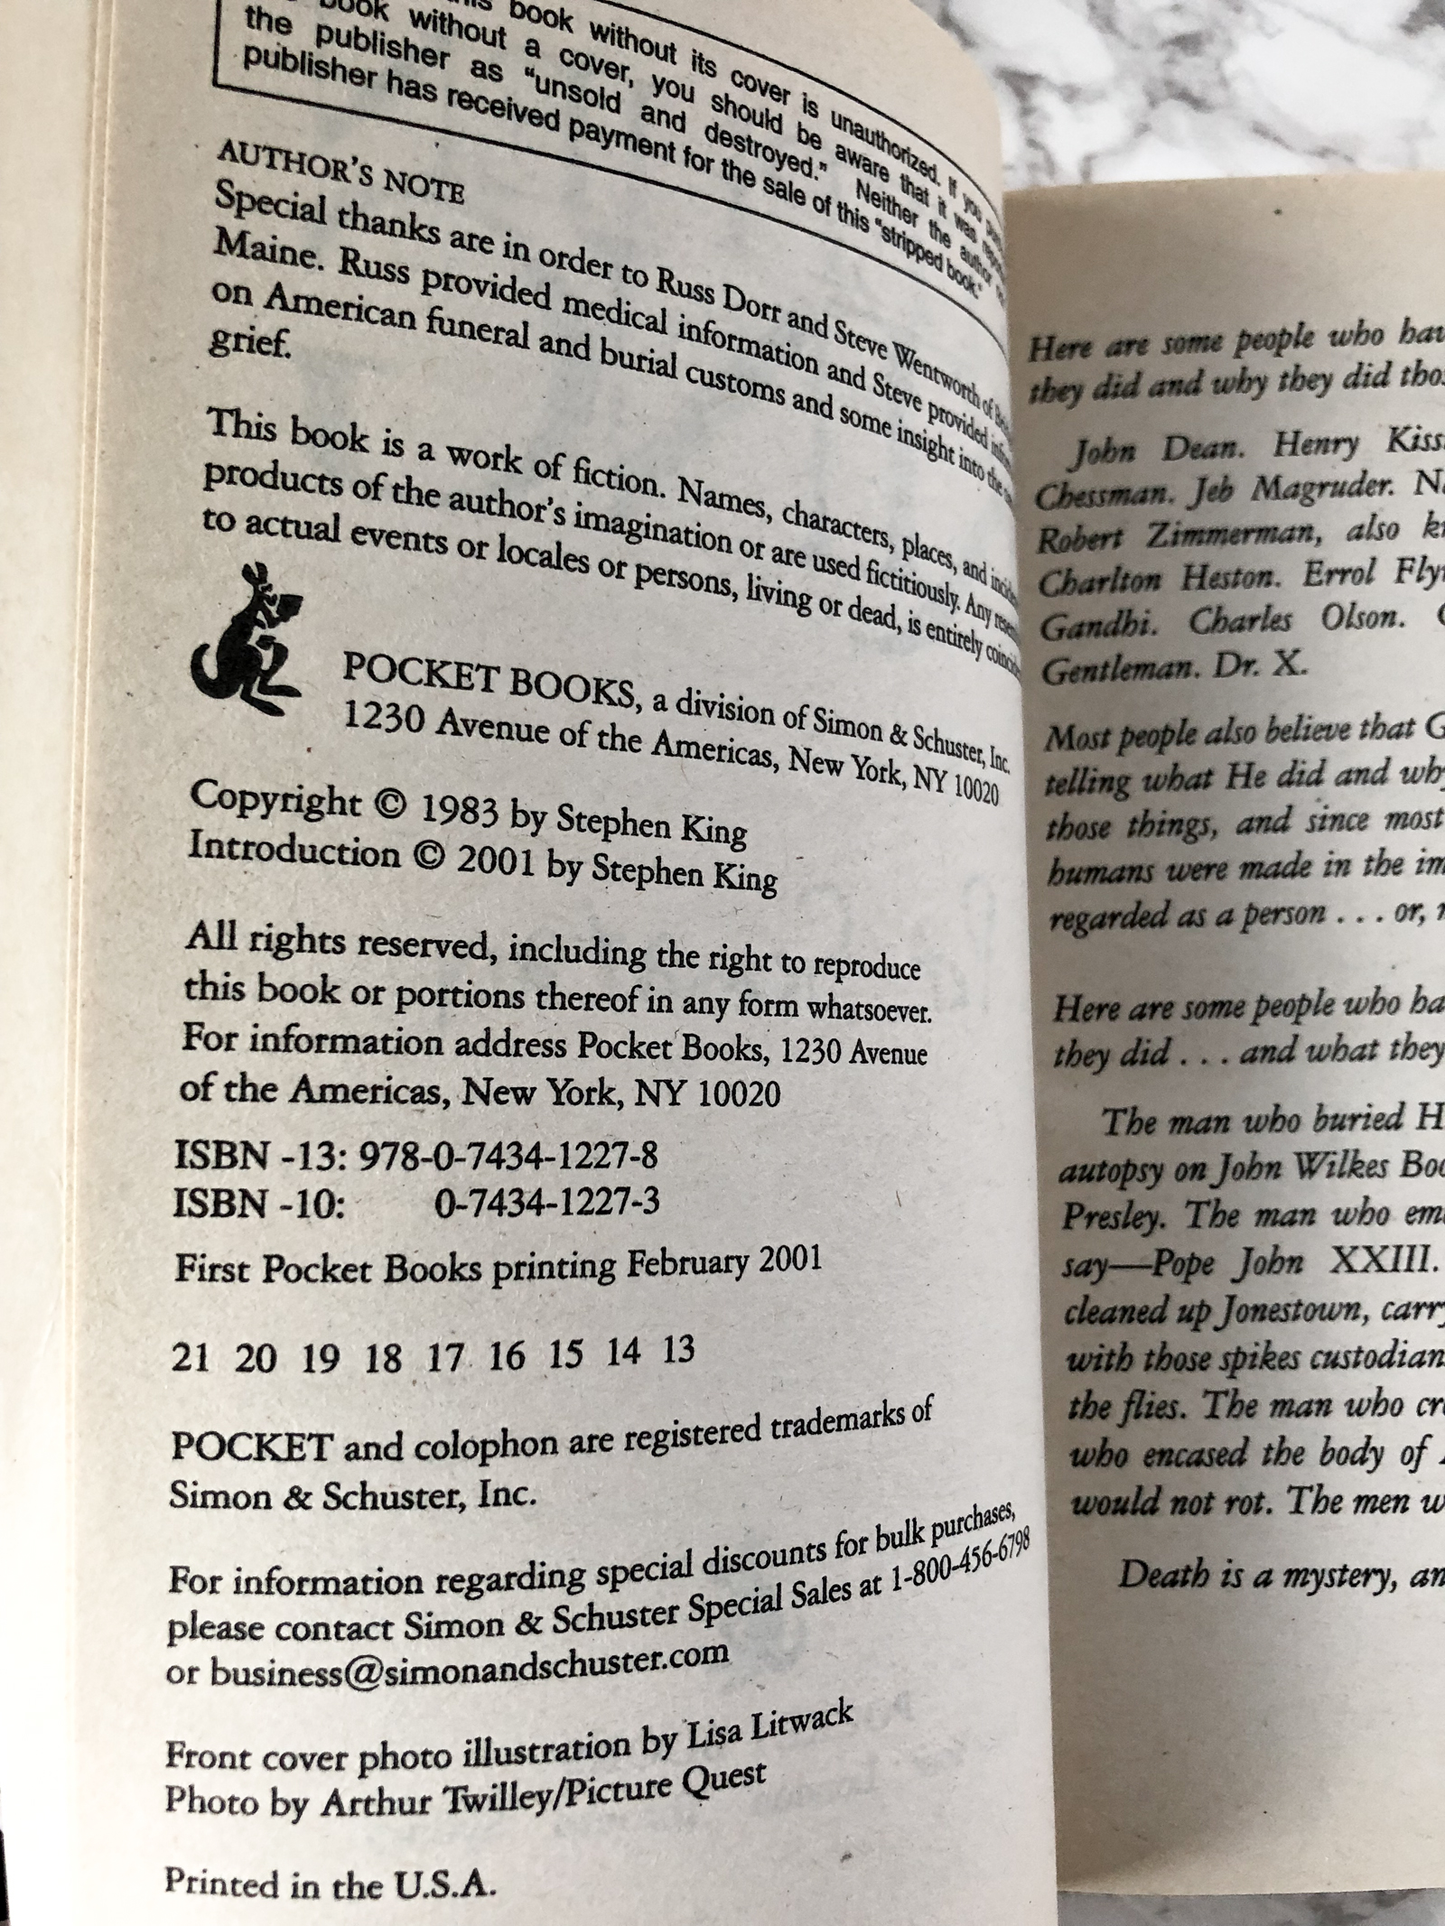 book without its cover is unauthorized. If you
book without a cover, you should be aware that it was
the publisher as "unsold and destroyed." Neither the author
publisher has received payment for the sale of this "stripped book."
AUTHOR'S NOTE
Special thanks are in order to Russ Dorr and Steve Wentworth of
Maine. Russ provided medical information and Steve provided
on American funeral and burial customs and some insight into the
grief.
This book is a work of fiction. Names, characters, places, and
products of the author's imagination or are used fictitiously. Any
to actual events or locales or persons, living or dead, is entirely
POCKET BOOKS, a division of Simon & Schuster, Inc.
1230 Avenue of the Americas, New York, NY 10020
Copyright © 1983 by Stephen King
Introduction © 2001 by Stephen King
All rights reserved, including the right to reproduce
this book or portions thereof in any form whatsoever.
For information address Pocket Books, 1230 Avenue
of the Americas, New York, NY 10020
ISBN -13: 978-0-7434-1227-8
ISBN -10: 0-7434-1227-3
First Pocket Books printing February 2001
21 20 19 18 17 16 15 14 13
POCKET and colophon are registered trademarks of
Simon & Schuster, Inc.
For information regarding special discounts for bulk purchases,
please contact Simon & Schuster Special Sales at 1-800-456-6798
or business@simonandschuster.com
Front cover photo illustration by Lisa Litwack
Photo by Arthur Twilley/Picture Quest
Printed in the U.S.A.
Here are some people who
they did and why they did
John Dean. Henry
Chessman. Jeb Magruder.
Robert Zimmerman, also
Charlton Heston. Errol
Gandhi. Charles Olson.
Gentleman. Dr. X.
Most people also believe that
telling what He did and
those things, and since most
humans were made in the
regarded as a person . . . or,
Here are some people who
they did . . . and what they
The man who buried
autopsy on John Wilkes
Presley. The man who
say—Pope John XXIII.
cleaned up Jonestown,
with those spikes
the flies. The man who
who encased the body of
would not rot. The men
Death is a mystery,